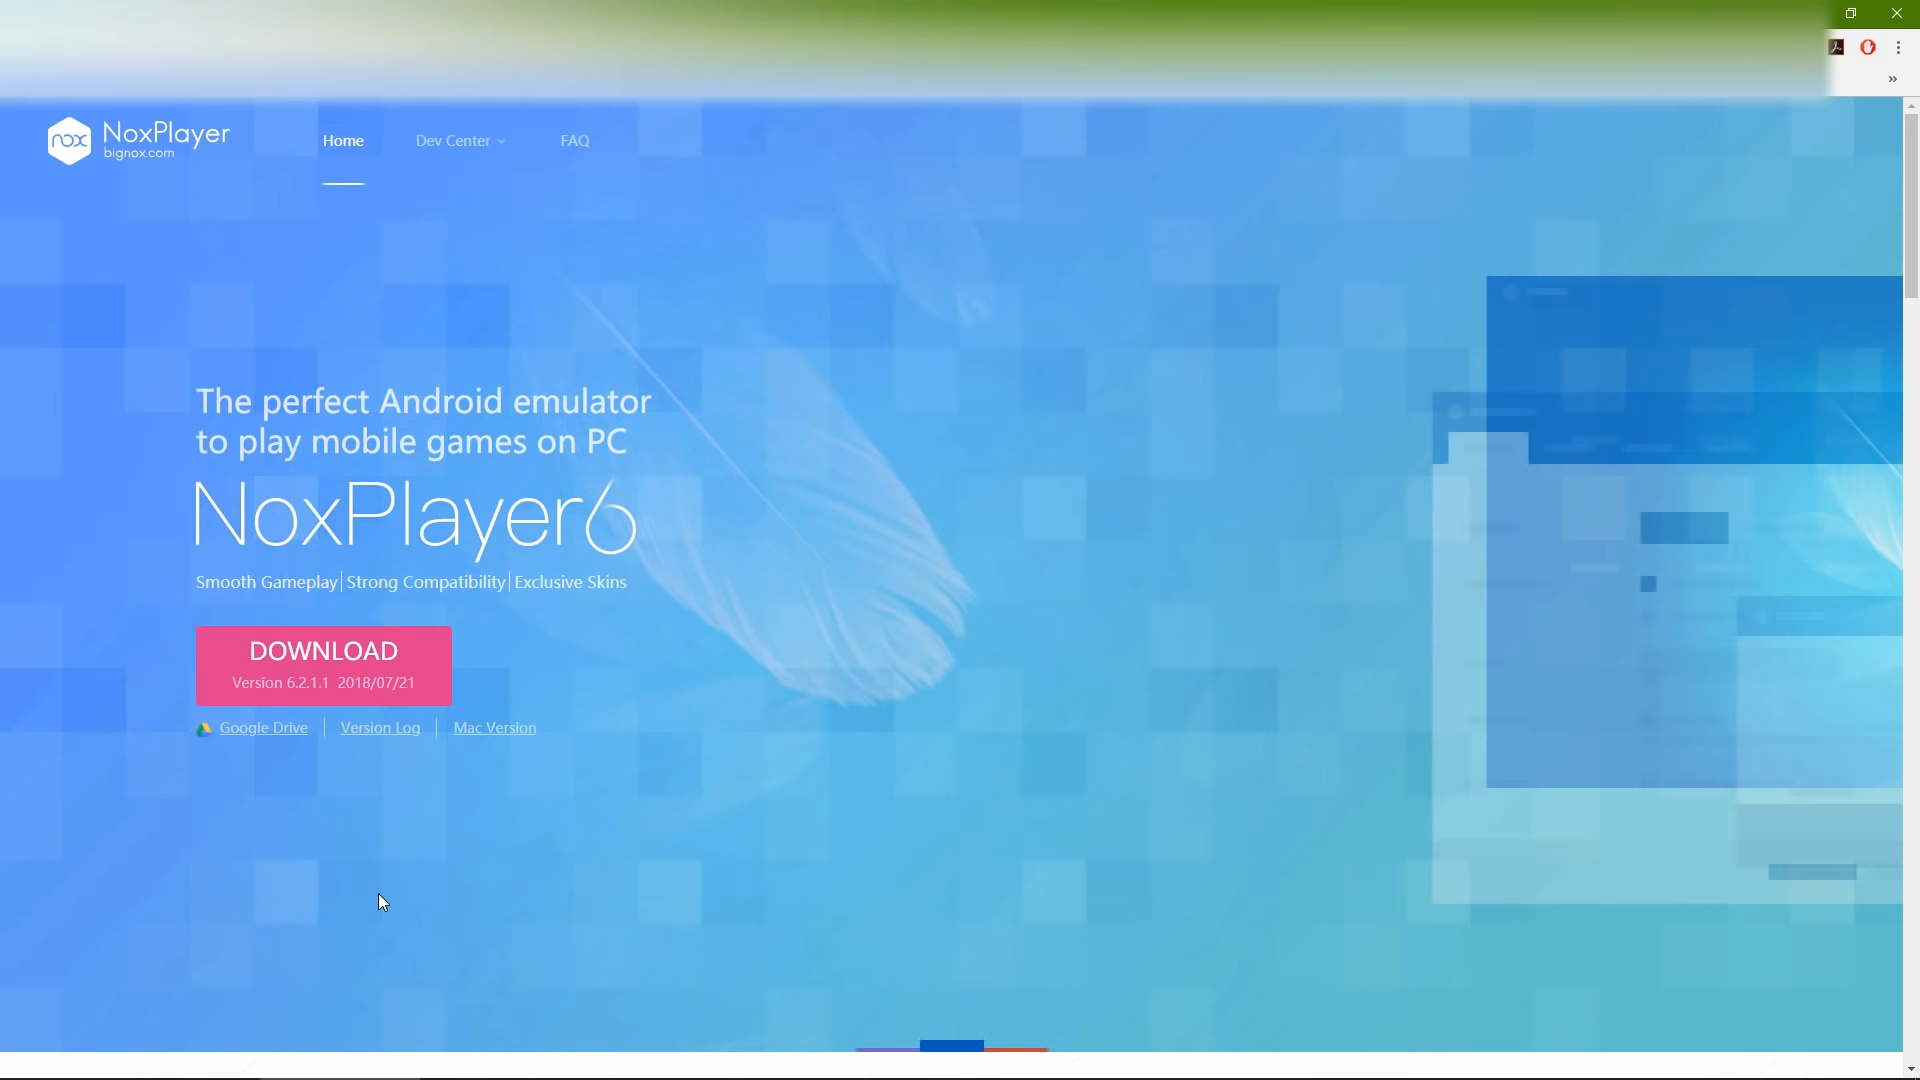 nox NoxPlayer
bignox.com
Home Dev Center FAQ
The perfect Android emulator
to play mobile games on PC
NoxPlayer6
Smooth Gameplay|Strong Compatibility|Exclusive Skins
DOWNLOAD
Version 6.2.1.1 2018/07/21
Google Drive | Version Log | Mac Version